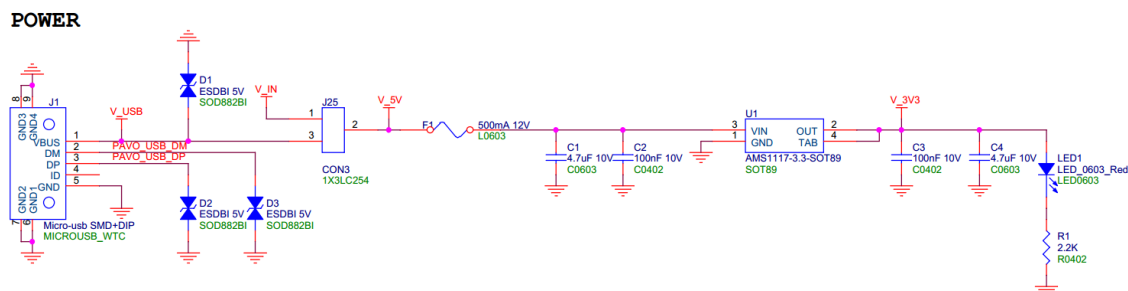 POWER
J1
8
9
GND3
GND4
VBUS
DM
DP
ID
GND
GND2
GND1
1
2
3
4
5
7
6
Micro-usb SMD+DIP
MICROUSB_WTC
V_USB
PAVO_USB_DM
PAVO_USB_DP
D1
ESDBI 5V
SOD882BI
D2
ESDBI 5V
SOD882BI
D3
ESDBI 5V
SOD882BI
V_IN
J25
1
3
2
CON3
1X3LC254
V_5V
F1
500mA 12V
L0603
C1
4.7uF 10V
C0603
C2
100nF 10V
C0402
U1
3
1
VIN
GND
OUT
TAB
2
4
AMS1117-3.3-SOT89
SOT89
V_3V3
C3
100nF 10V
C0402
C4
4.7uF 10V
C0603
LED1
LED_0603_Red
LED0603
R1
2.2K
R0402